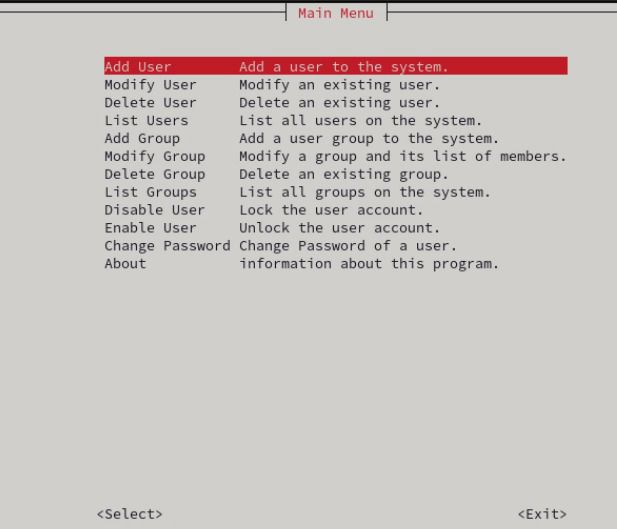 Main Menu
Add User Add a user to the system.
Modify User Modify an existing user.
Delete User Delete an existing user.
List Users List all users on the system.
Add Group Add a user group to the system.
Modify Group Modify a group and its list of members.
Delete Group Delete an existing group.
List Groups List all groups on the system.
Disable User Lock the user account.
Enable User Unlock the user account.
Change Password Change Password of a user.
About information about this program.
<Select> <Exit>